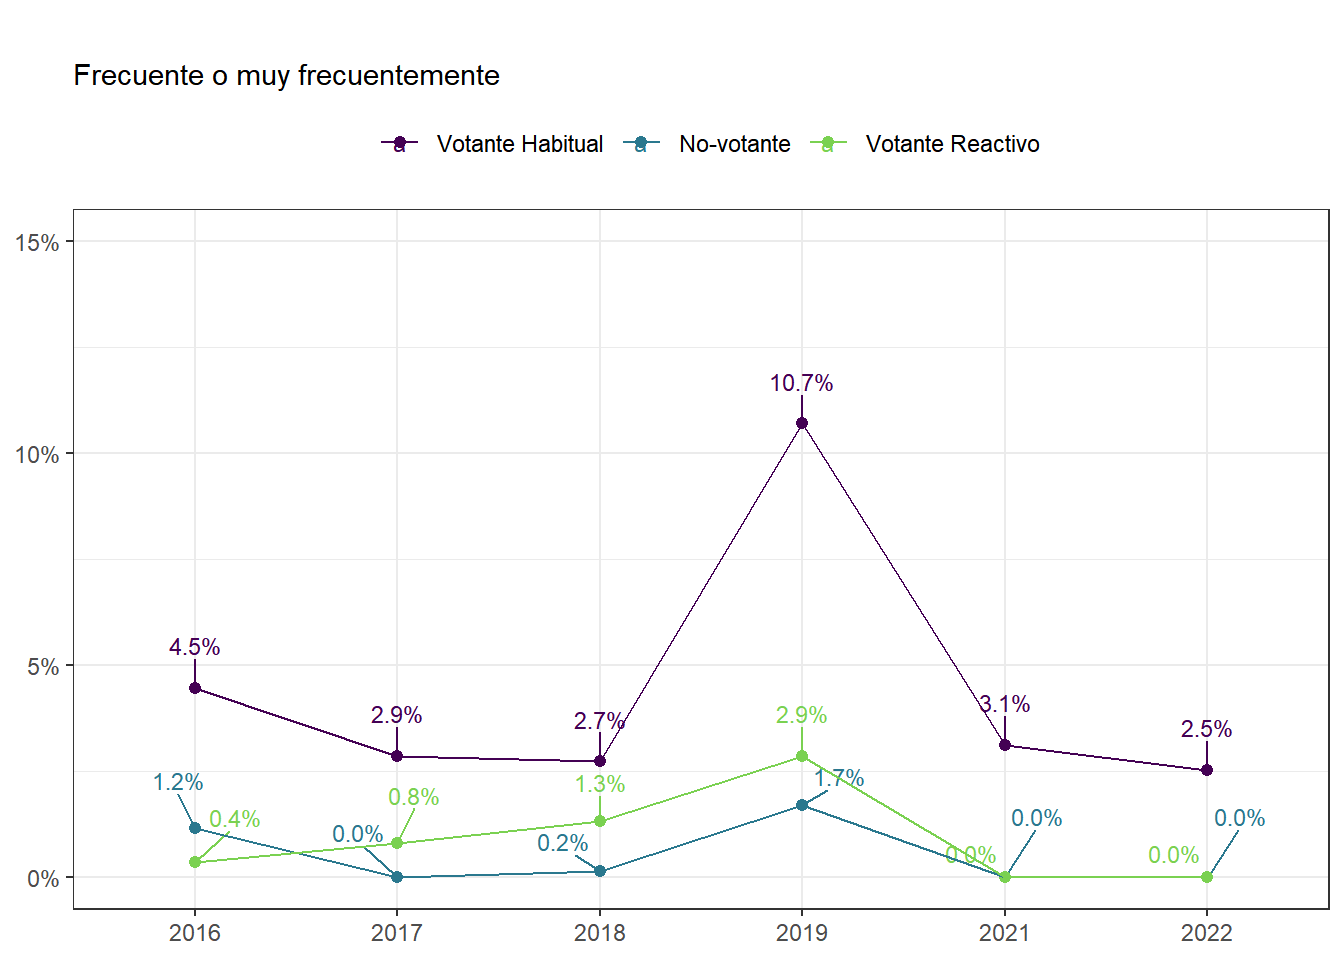 Frecuente o muy frecuentemente
a Votante Habitual a No-votante a Votante Reactivo
15%
10.7%
10%
4.5%
5%
2.9% 2.7% 2.9% 3.1% 2.5%
1.2% 0.4% 0.8% 1.3% 1.7%
0.0% 0.2% 0.0% 0.0% 0.0% 0.0%
0%
2016 2017 2018 2019 2021 2022